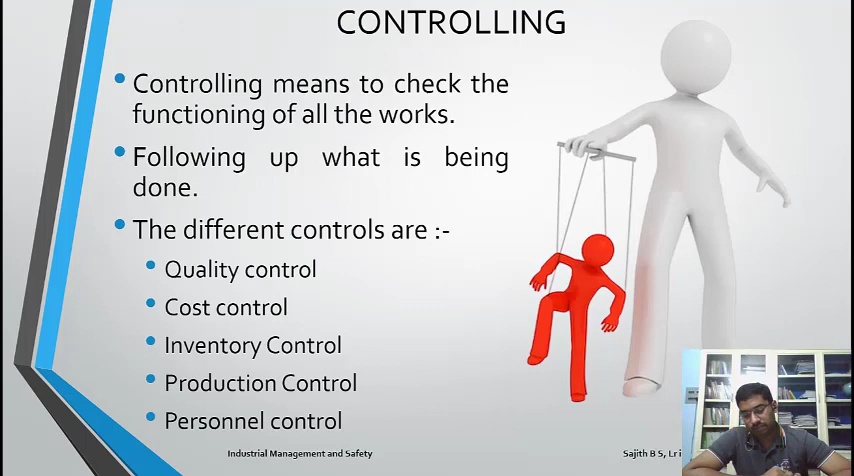 CONTROLLING
Controlling means to check the
functioning of all the works.
Following up what is being
done.
The different controls are :-
Quality control
Cost control
Inventory Control
Production Control
Personnel control
Industrial Management and Safety
Sajith B S, Lr i